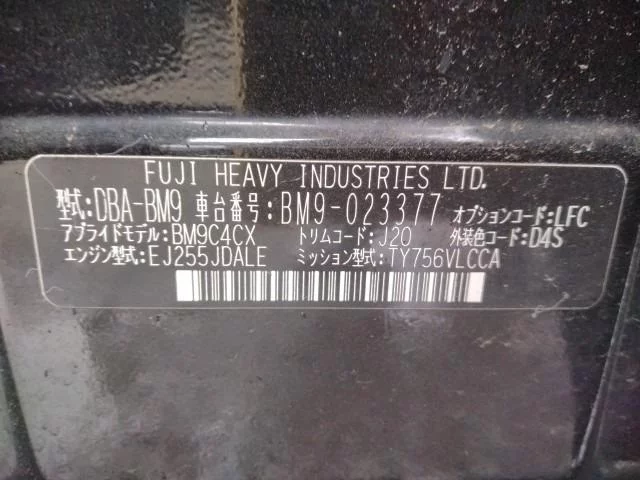 FUJI HEAVY INDUSTRIES LTD.
型式:DBA-BM9 車台番号:BM9-023377 オプションコード:LFC
アプライドモデル:BM9C4CX トリムコード:J20 外装色コード:D4S
エンジン型式:EJ255JDALE ミッション型式:TY756VLCCA